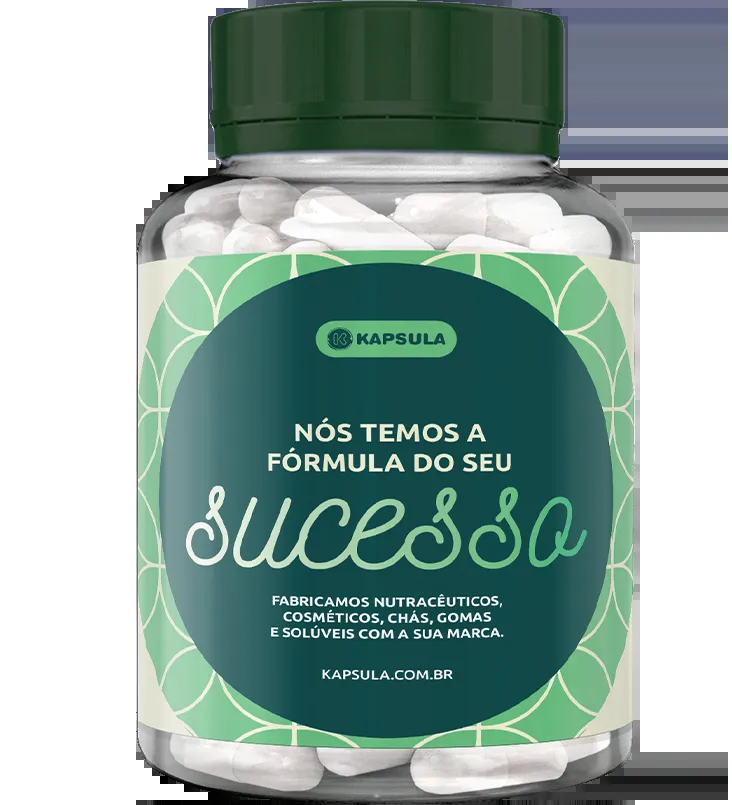 KAPSULA
NÓS TEMOS A
FÓRMULA DO SEU
sucesso
FABRICAMOS NUTRACÊUTICOS,
COSMÉTICOS, CHÁS, GOMAS
E SOLÚVEIS COM A SUA MARCA.
KAPSULA.COM.BR